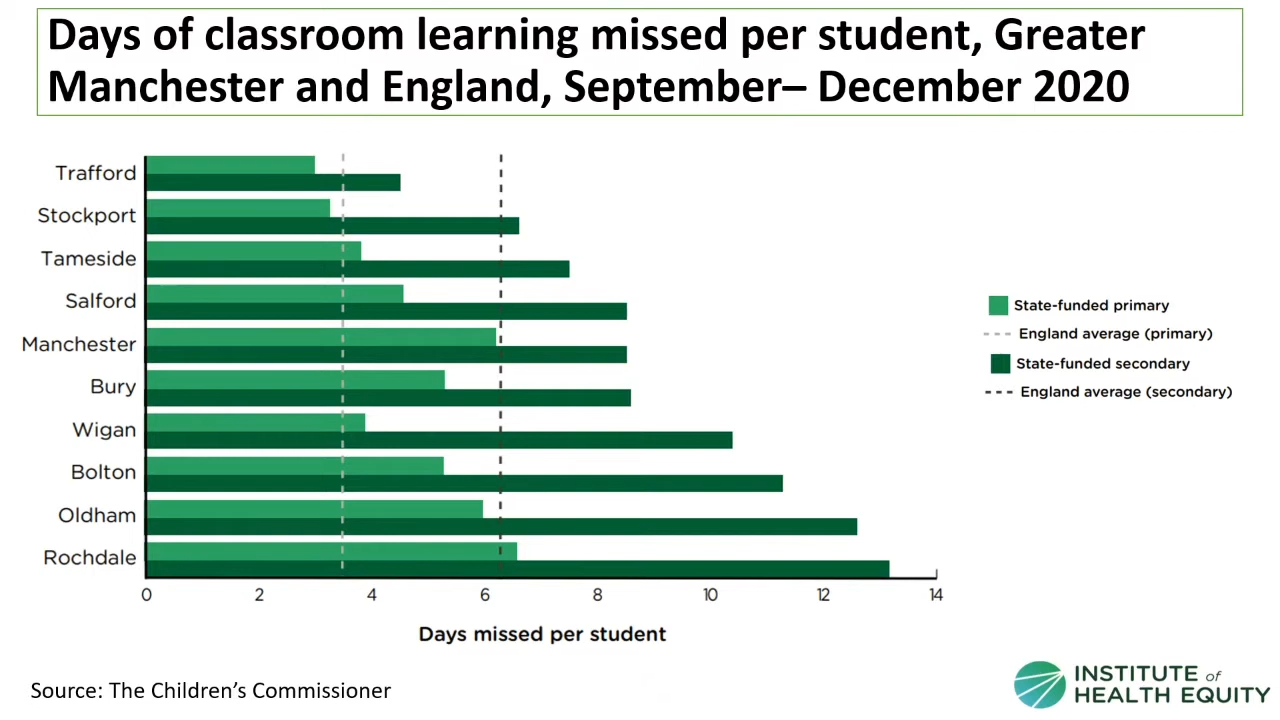 Days of classroom learning missed per student, Greater
Manchester and England, September– December 2020
Trafford
Stockport
Tameside
Salford
Manchester
Bury
Wigan
Bolton
Oldham
Rochdale
0 2 4 6 8 10 12 14
Days missed per student
State-funded primary
England average (primary)
State-funded secondary
England average (secondary)
Source: The Children’s Commissioner
INSTITUTE of
HEALTH EQUITY